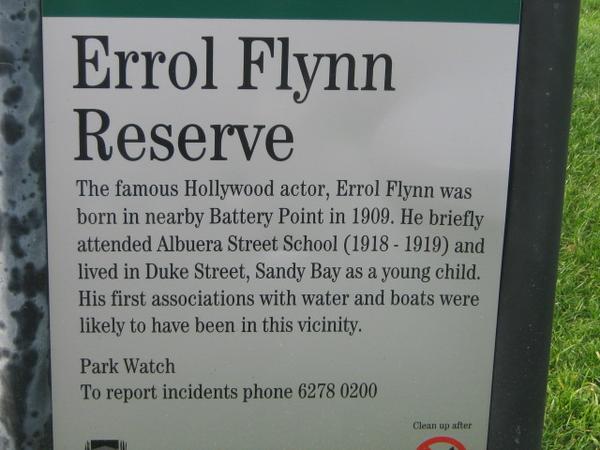 Errol Flynn
Reserve
The famous Hollywood actor, Errol Flynn was
born in nearby Battery Point in 1909. He briefly
attended Albuera Street School (1918 - 1919) and
lived in Duke Street, Sandy Bay as a young child.
His first associations with water and boats were
likely to have been in this vicinity.
Park Watch
To report incidents phone 6278 0200
Clean up after